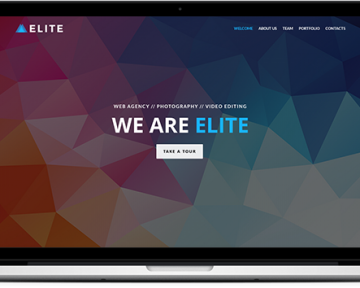 ELITE
WELCOME ABOUT US TEAM PORTFOLIO CONTACTS
WEB AGENCY // PHOTOGRAPHY // VIDEO EDITING
WE ARE ELITE
TAKE A TOUR